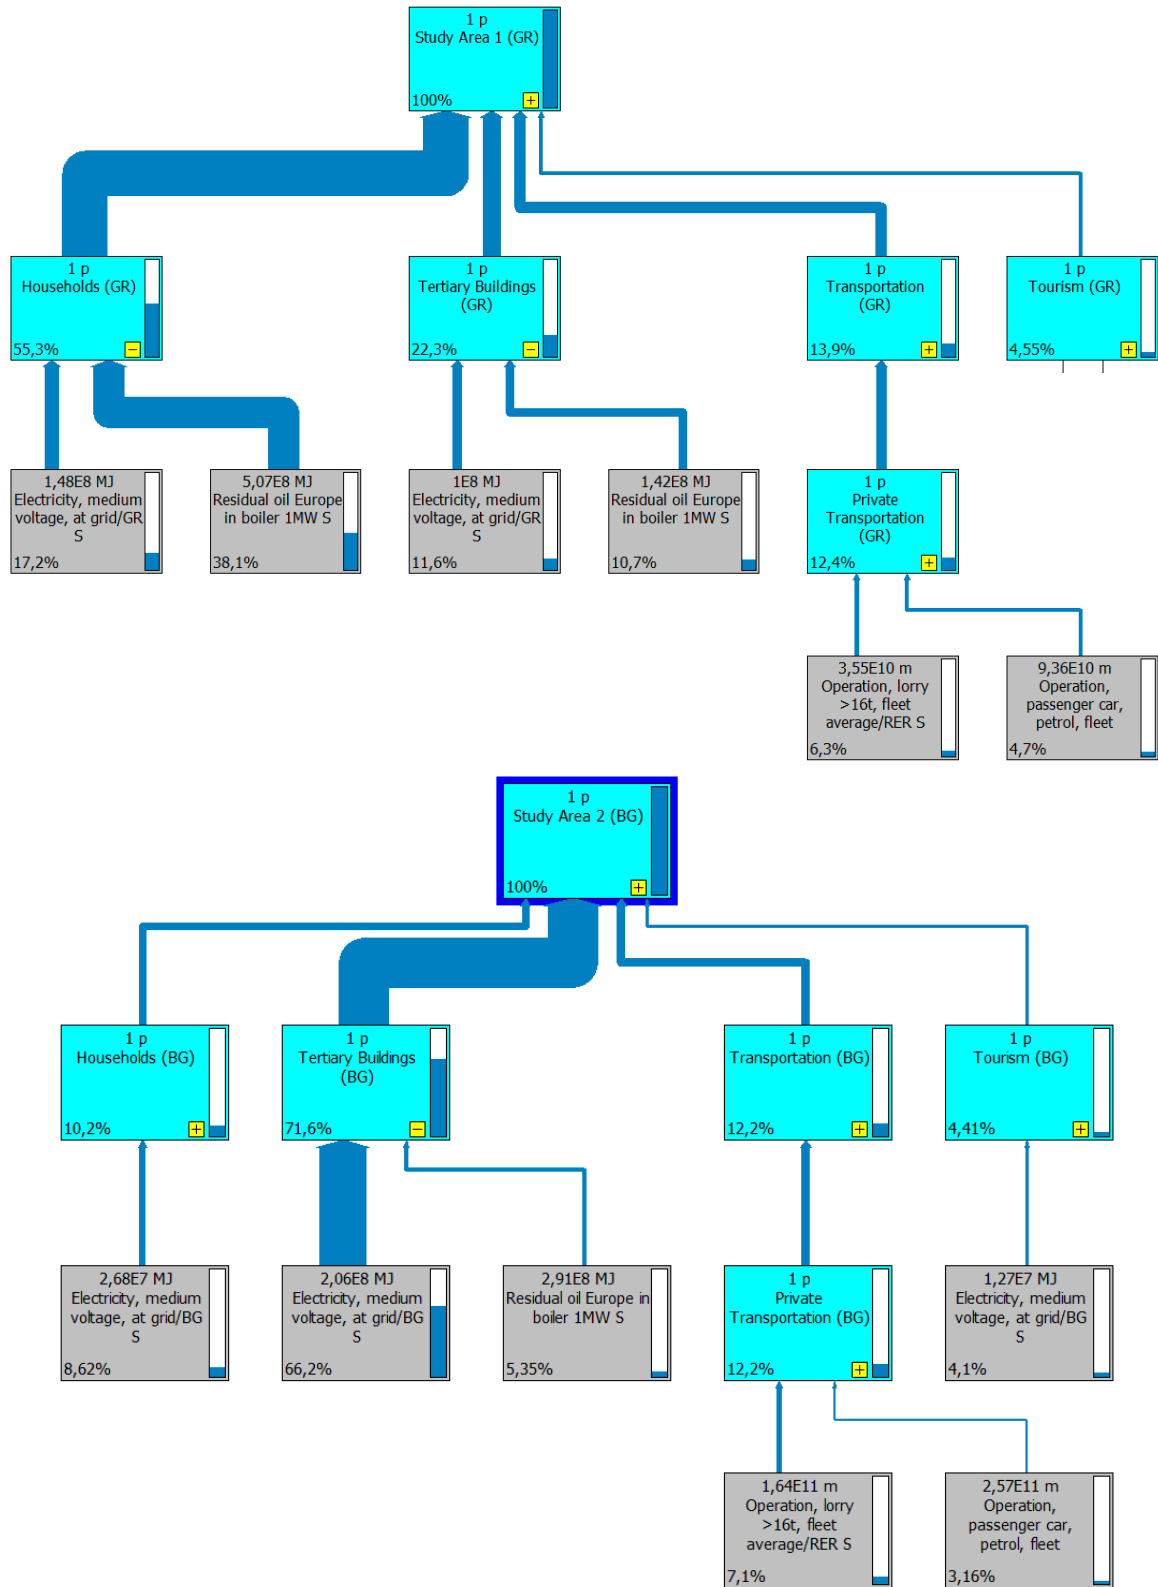 1 p
Study Area 1 (GR)
100%
+
1 p
Households (GR)
55,3%
−
1 p
Tertiary Buildings
(GR)
22,3%
−
1 p
Transportation
(GR)
13,9%
+
1 p
Tourism (GR)
4,55%
+
1,48E8 MJ
Electricity, medium
voltage, at grid/GR
S
17,2%
5,07E8 MJ
Residual oil Europe
in boiler 1MW S
38,1%
1E8 MJ
Electricity, medium
voltage, at grid/GR
S
11,6%
1,42E8 MJ
Residual oil Europe
in boiler 1MW S
10,7%
1 p
Private
Transportation
(GR)
12,4%
+
3,55E10 m
Operation, lorry
>16t, fleet
average/RER S
6,3%
9,36E10 m
Operation,
passenger car,
petrol, fleet
4,7%
1 p
Study Area 2 (BG)
100%
+
1 p
Households (BG)
10,2%
+
1 p
Tertiary Buildings
(BG)
71,6%
−
1 p
Transportation (BG)
12,2%
+
1 p
Tourism (BG)
4,41%
+
2,68E7 MJ
Electricity, medium
voltage, at grid/BG
S
8,62%
2,06E8 MJ
Electricity, medium
voltage, at grid/BG
S
66,2%
2,91E8 MJ
Residual oil Europe in
boiler 1MW S
5,35%
1 p
Private
Transportation (BG)
12,2%
+
1,27E7 MJ
Electricity, medium
voltage, at grid/BG
S
4,1%
1,64E11 m
Operation, lorry
>16t, fleet
average/RER S
7,1%
2,57E11 m
Operation,
passenger car,
petrol, fleet
3,16%